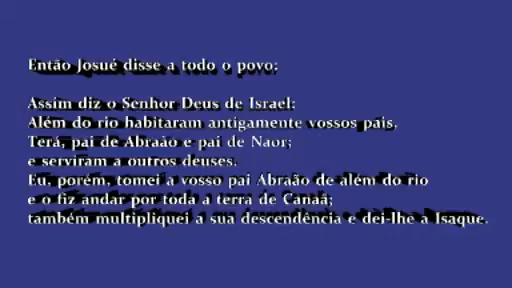 Então Josué disse a todo o povo:
Assim diz o Senhor Deus de Israel:
Além do rio habitaram antigamente vossos pais,
Terá, pai de Abraão e pai de Naor;
e serviram a outros deuses.
Eu, porém, tomei a vosso pai Abraão de além do rio
e o fiz andar por toda a terra de Canaã;
também multipliquei a sua descendência e dei-lhe a Isaque.